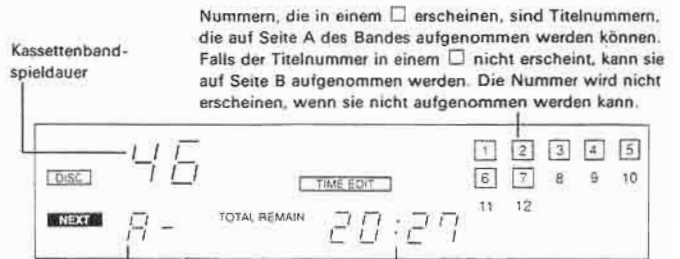 Nummern, die in einem □ erscheinen, sind Titelnummern,
die auf Seite A des Bandes aufgenommen werden können.
Falls der Titelnummer in einem □ nicht erscheint, kann sie
auf Seite B aufgenommen werden. Die Nummer wird nicht
erscheinen, wenn sie nicht aufgenommen werden kann.
Kassettenband-
spieldauer
46
DISC
TIME EDIT
1 2 3 4 5
6 7 8 9 10
11 12
NEXT A- TOTAL REMAIN 20:27